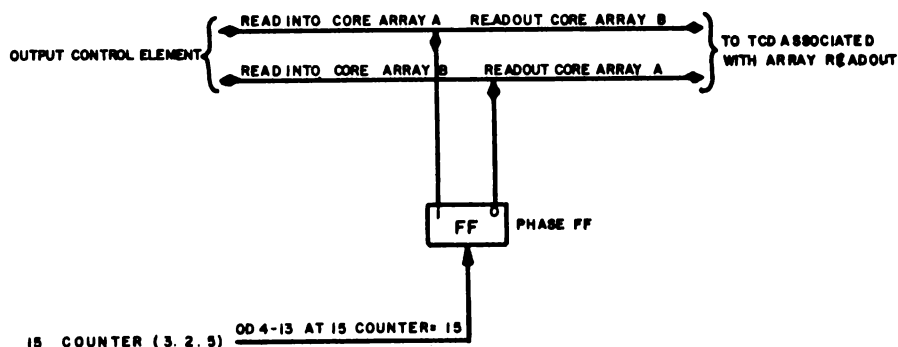 READ INTO CORE ARRAY A READOUT CORE ARRAY B
OUTPUT CONTROL ELEMENT
TO TCD ASSOCIATED
WITH ARRAY READOUT
READ INTO CORE ARRAY B READOUT CORE ARRAY A
1 0
FF
PHASE FF
OD 4-13 AT 15 COUNTER= 15
15 COUNTER (3.2.5)